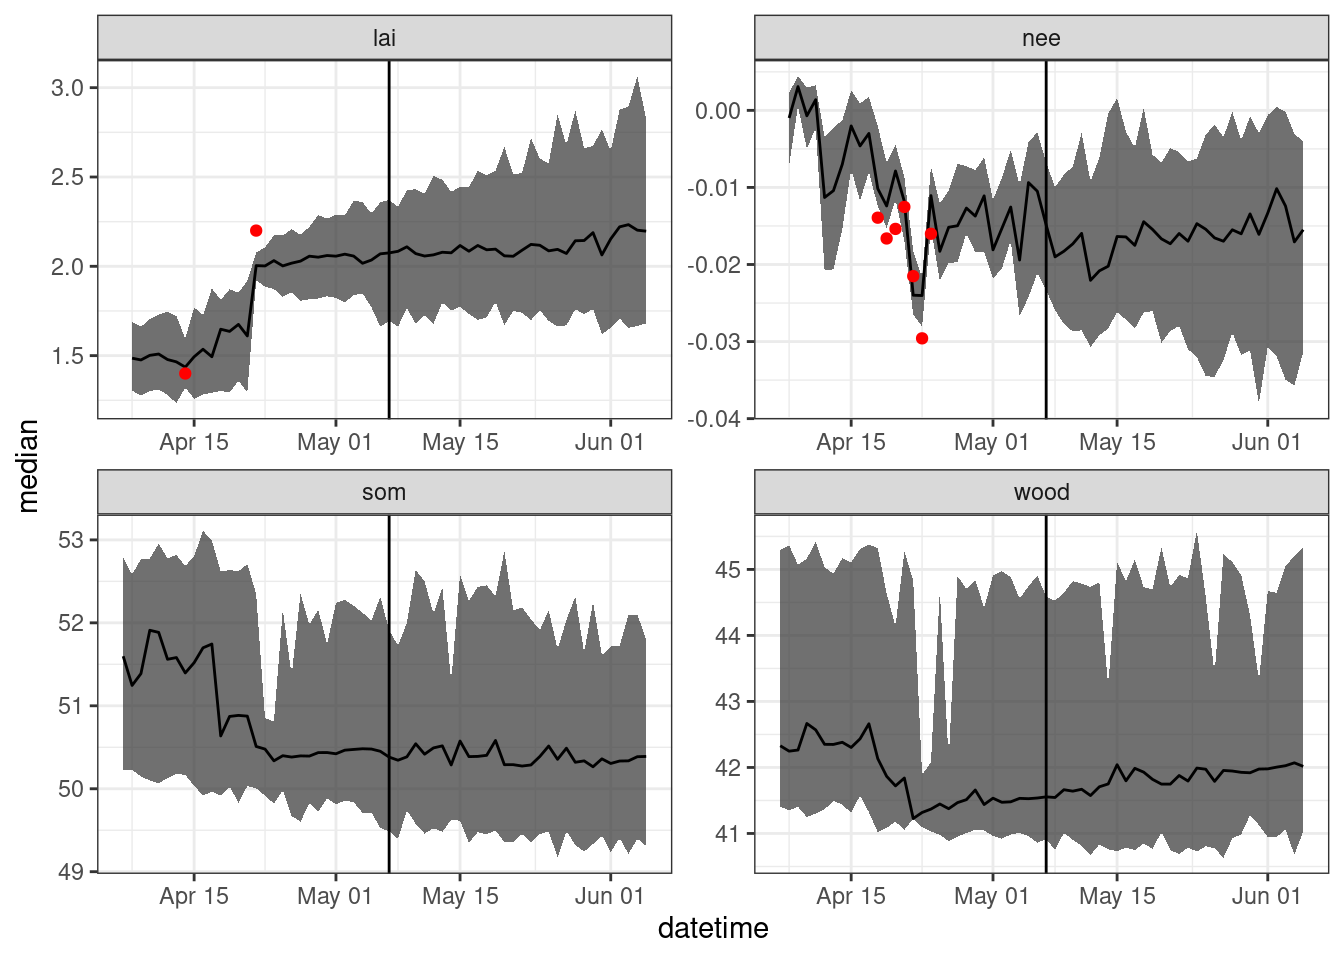 lai
nee
3.0
2.5
2.0
1.5
0.00
-0.01
-0.02
-0.03
-0.04
Apr 15 May 01 May 15 Jun 01
Apr 15 May 01 May 15 Jun 01
median
som
wood
53
52
51
50
49
45
44
43
42
41
Apr 15 May 01 May 15 Jun 01
Apr 15 May 01 May 15 Jun 01
datetime